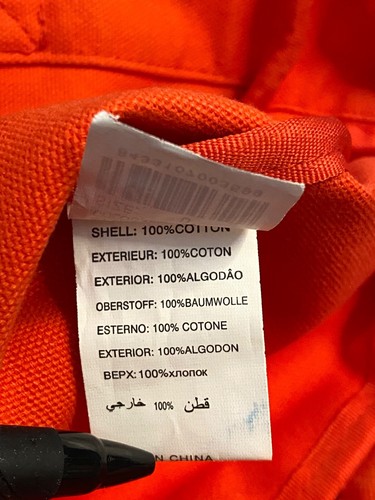 SHELL: 100%COTTON
EXTERIEUR: 100%COTON
EXTERIOR: 100%ALGODÂO
OBERSTOFF: 100%BAUMWOLLE
ESTERNO: 100% COTONE
EXTERIOR: 100%ALGODON
ВЕРХ: 100%хлопок
قطن 100% خارجي
CHINA